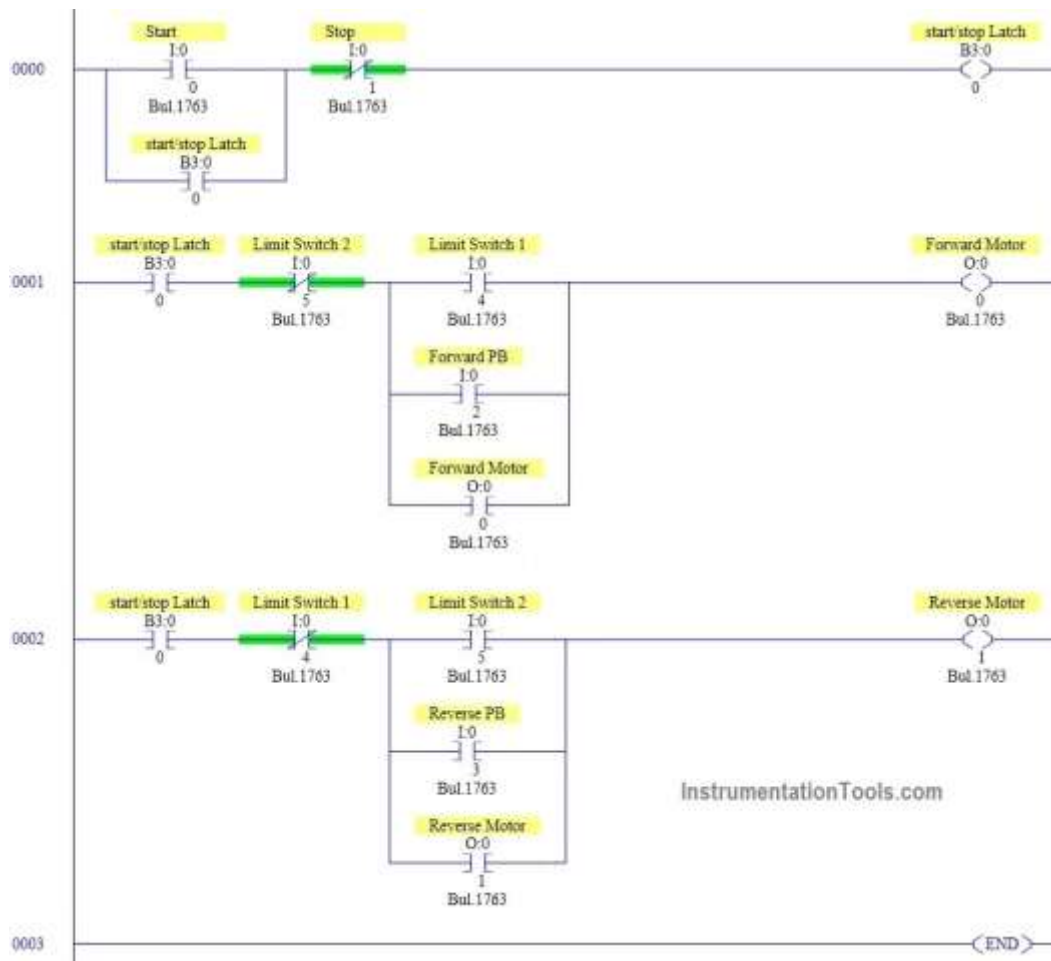 Start
I:0
0
Bul.1763
Stop
I:0
1
Bul.1763
start/stop Latch
B3:0
0
0000
start/stop Latch
B3:0
0
start/stop Latch
B3:0
0
Limit Switch 2
I:0
5
Bul.1763
Limit Switch 1
I:0
4
Bul.1763
Forward Motor
O:0
0
Bul.1763
0001
Forward PB
I:0
2
Bul.1763
Forward Motor
O:0
0
Bul.1763
start/stop Latch
B3:0
0
Limit Switch 1
I:0
4
Bul.1763
Limit Switch 2
I:0
5
Bul.1763
Reverse Motor
O:0
1
Bul.1763
0002
Reverse PB
I:0
3
Bul.1763
InstrumentationTools.com
Reverse Motor
O:0
1
Bul.1763
0003
END